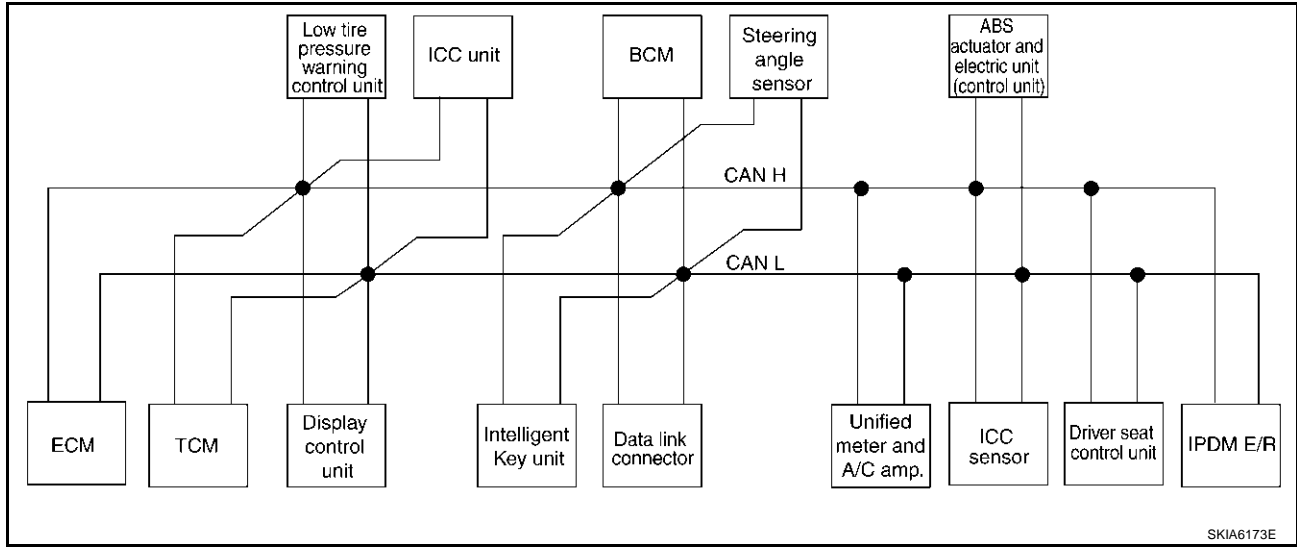 Low tire
pressure
warning
control unit
ICC unit
BCM
Steering
angle
sensor
ABS
actuator and
electric unit
(control unit)
CAN H
CAN L
ECM
TCM
Display
control
unit
Intelligent
Key unit
Data link
connector
Unified
meter and
A/C amp.
ICC
sensor
Driver seat
control unit
IPDM E/R
SKIA6173E